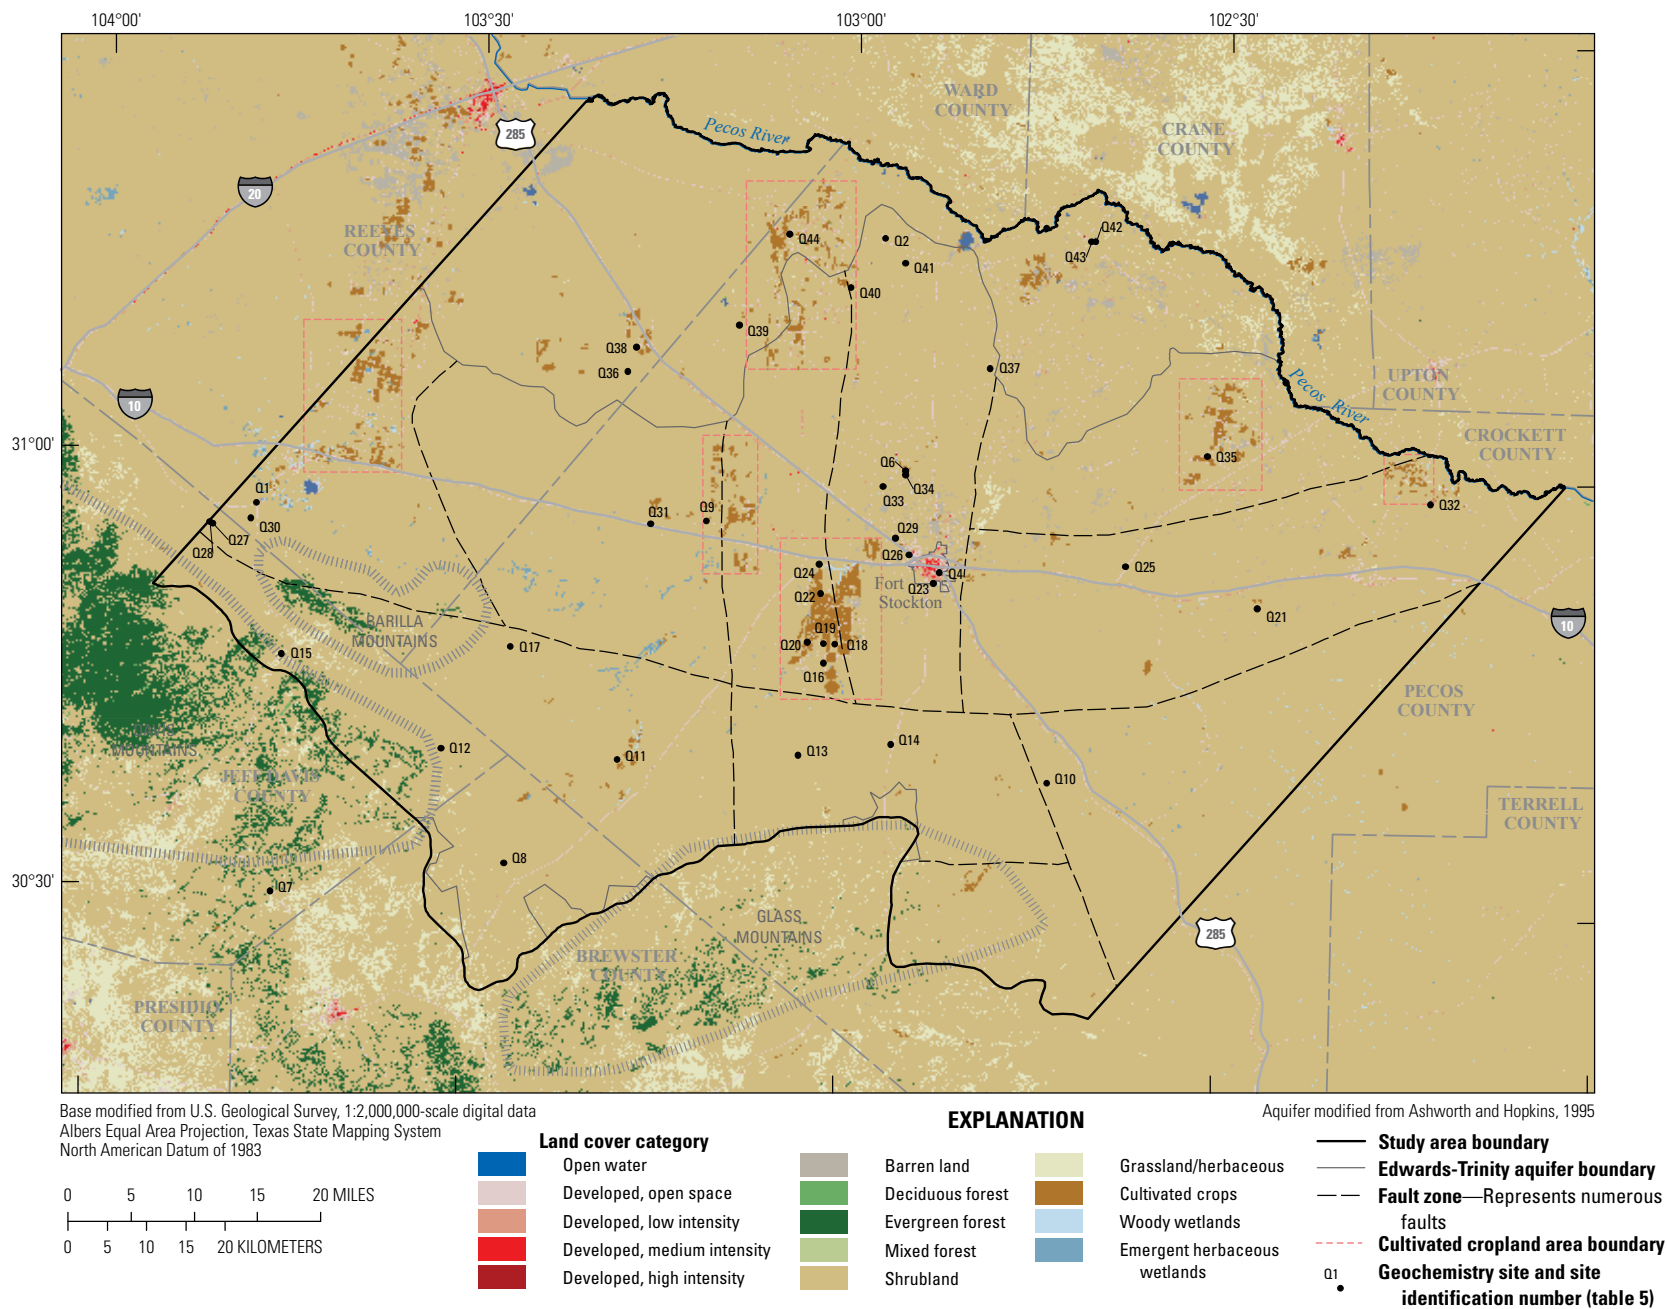 104°00'
103°30'
103°00'
102°30'
WARD
COUNTY
CRANE
COUNTY
285
Pecos River
20
REEVES
COUNTY
Q44
Q2
Q42
Q43
Q41
Q40
Q39
Q38
Q36
Q37
Pecos River
UPTON
COUNTY
10
31°00'
CROCKETT
COUNTY
Q35
Q6
Q34
Q33
Q32
Q1
Q30
Q27
Q28
Q31
Q9
Q29
Q26
Q24
Q4
Q23
Q22
Fort
Stockton
Q25
Q21
10
BARILLA
MOUNTAINS
Q19
Q20
Q18
Q17
Q15
Q16
PECOS
COUNTY
DAVIS
MOUNTAINS
Q12
Q11
Q13
Q14
Q10
JEFF DAVIS
COUNTY
TERRELL
COUNTY
Q8
30°30'
Q7
GLASS
MOUNTAINS
285
BREWSTER
COUNTY
PRESIDIO
COUNTY
Base modified from U.S. Geological Survey, 1:2,000,000-scale digital data
Albers Equal Area Projection, Texas State Mapping System
North American Datum of 1983
Aquifer modified from Ashworth and Hopkins, 1995
0 5 10 15 20 MILES
0 5 10 15 20 KILOMETERS
EXPLANATION
Land cover category
Open water
Developed, open space
Developed, low intensity
Developed, medium intensity
Developed, high intensity
Barren land
Deciduous forest
Evergreen forest
Mixed forest
Shrubland
Grassland/herbaceous
Cultivated crops
Woody wetlands
Emergent herbaceous
wetlands
Study area boundary
Edwards-Trinity aquifer boundary
Fault zone—Represents numerous
faults
Cultivated cropland area boundary
Q1
Geochemistry site and site
identification number (table 5)